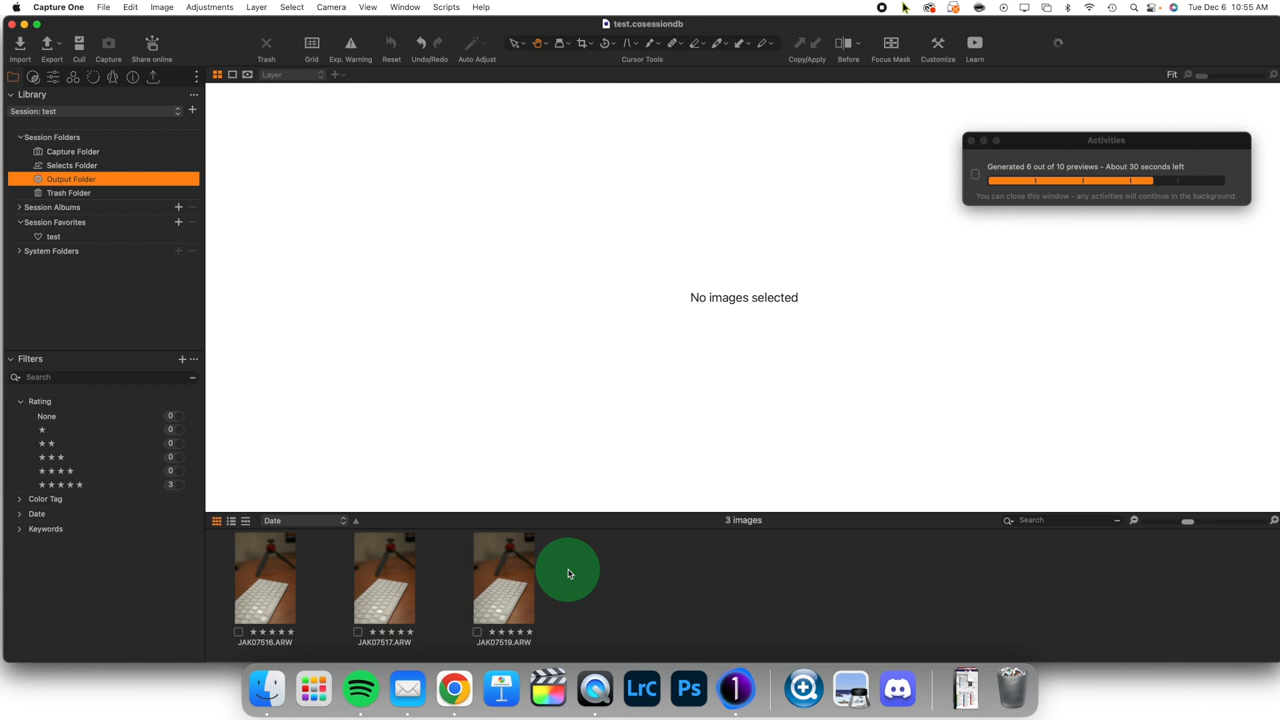 Capture One File Edit Image Adjustments Layer Select Camera View Window Scripts Help Tue Dec 6 10:55 AM
test.cosessiondb
Import Export Cull Capture Share online Trash Grid Exp. Warning Reset Undo/Redo Auto Adjust Cursor Tools Copy/Apply Before Focus Mask Customize Learn
Layer Fit
Library
Session: test
Session Folders
Capture Folder
Selects Folder
Output Folder
Trash Folder
Session Albums
Session Favorites
test
System Folders
Activities
Generated 6 out of 10 previews - About 30 seconds left
You can close this window - any activities will continue in the background.
No images selected
Filters
Search
Rating
None 0
★ 0
★★ 0
★★★ 0
★★★★ 0
★★★★★ 3
Color Tag
Date
Keywords
Date 3 images Search
★★★★★ ★★★★★ ★★★★★
JAK07516.ARW JAK07517.ARW JAK07519.ARW
LrC Ps 1